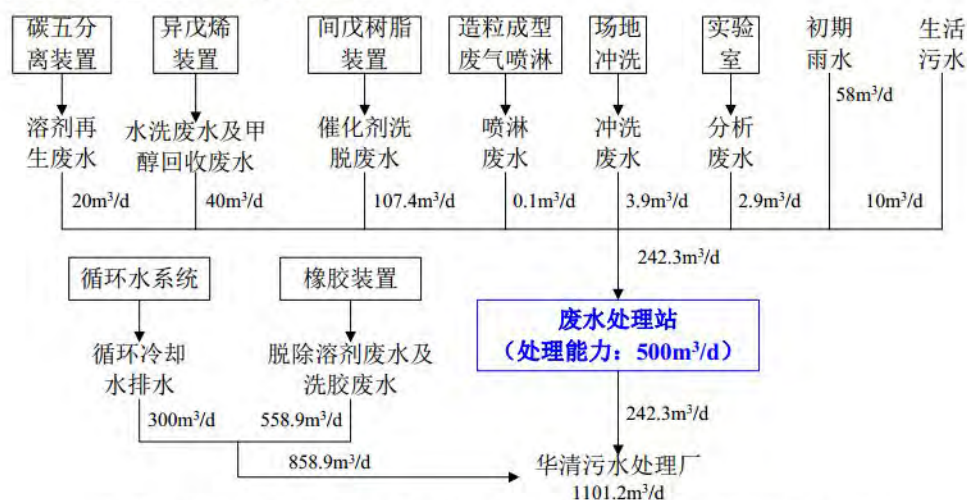 碳五分
离装置
异戊烯
装置
间戊树脂
装置
造粒成型
废气喷淋
场地
冲洗
实验
室
初期
雨水
生活
污水
58m³/d
溶剂再
生废水
水洗废水及甲
醇回收废水
催化剂洗
脱废水
喷淋
废水
冲洗
废水
分析
废水
20m³/d
40m³/d
107.4m³/d
0.1m³/d
3.9m³/d
2.9m³/d
10m³/d
242.3m³/d
循环水系统
橡胶装置
废水处理站
（处理能力：500m³/d）
循环冷却
水排水
脱除溶剂废水及
洗胶废水
300m³/d
558.9m³/d
242.3m³/d
858.9m³/d
华清污水处理厂
1101.2m³/d